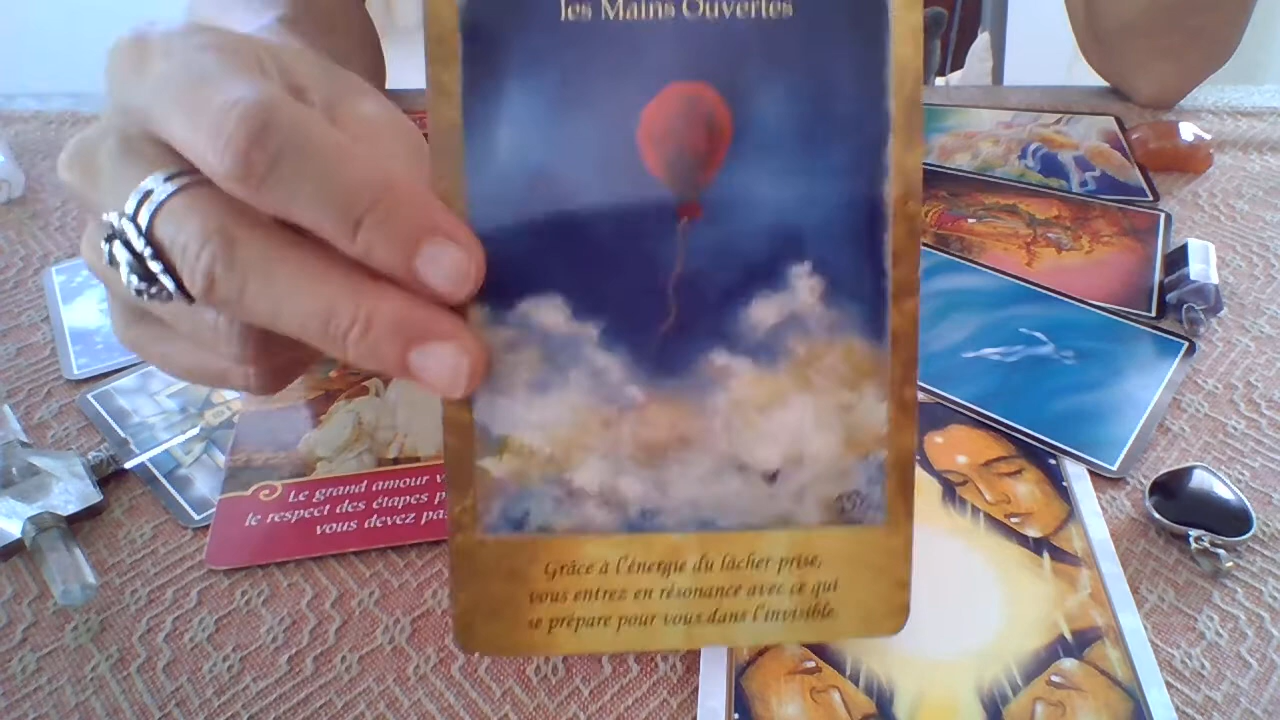 les Mains Ouvertes
Grâce à l'énergie du lâcher prise,
vous entrez en résonance avec ce qui
se prépare pour vous dans l'invisible.
Le grand amour
le respect des étapes
vous devez